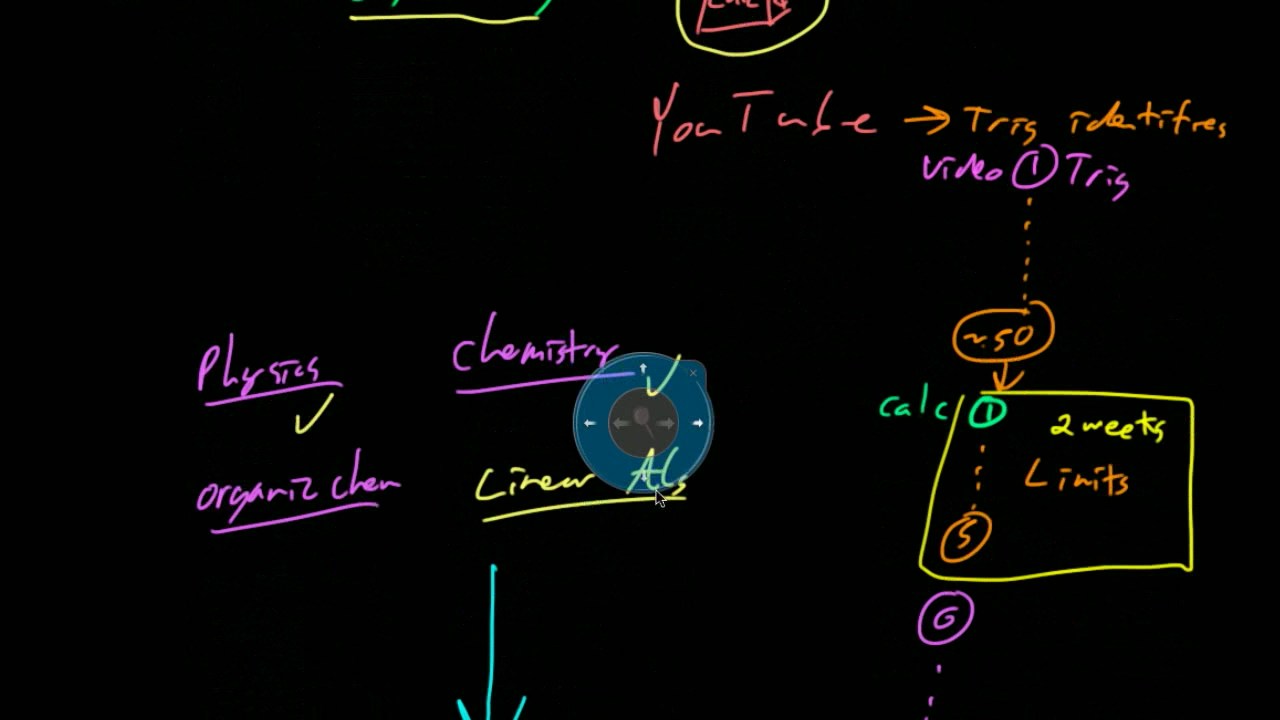 YouTube → Trig identities
video ① Trig
Physics ✓
chemistry ✓
organic chem
Linear Alg
~50
calc ①
2 weeks
Limits
5
6